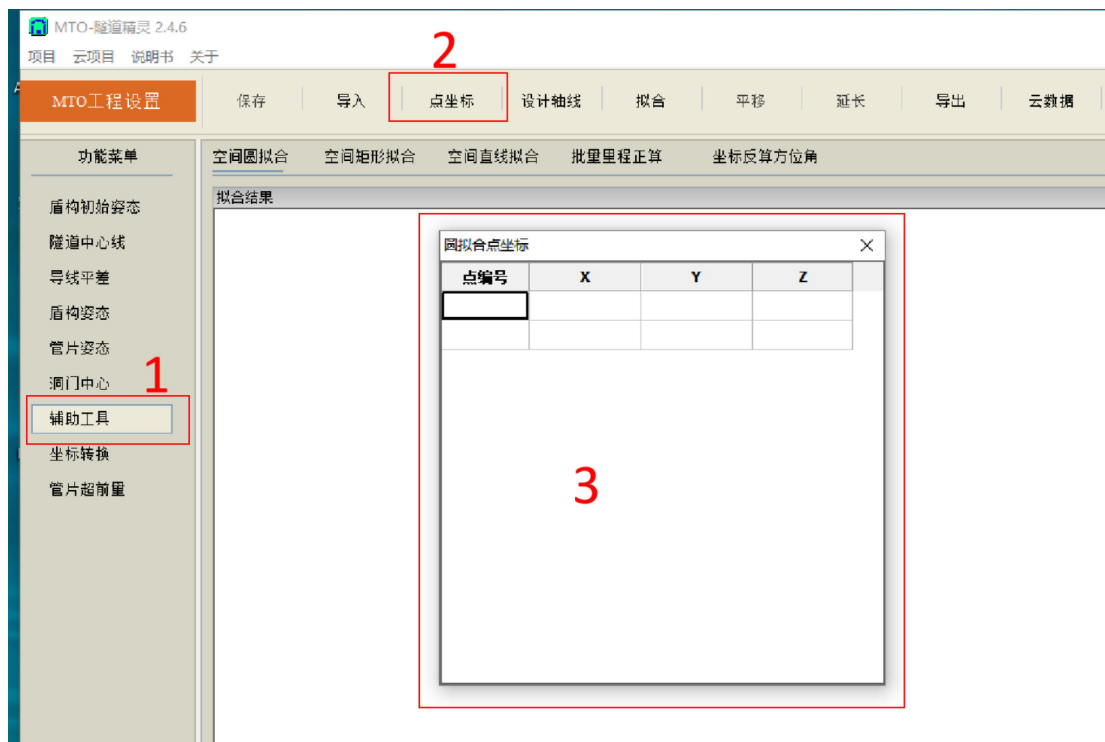 MTO-隧道精灵 2.4.6
项目 云项目 说明书 关于
2
MTO工程设置 保存 导入 点坐标 设计轴线 拟合 平移 延长 导出 云数据
功能菜单 空间圆拟合 空间矩形拟合 空间直线拟合 批量里程正算 坐标反算方位角
拟合结果
盾构初始姿态
隧道中心线
导线平差
盾构姿态
管片姿态
洞门中心
1
辅助工具
坐标转换
管片超前量
圆拟合点坐标
点编号 X Y Z
3